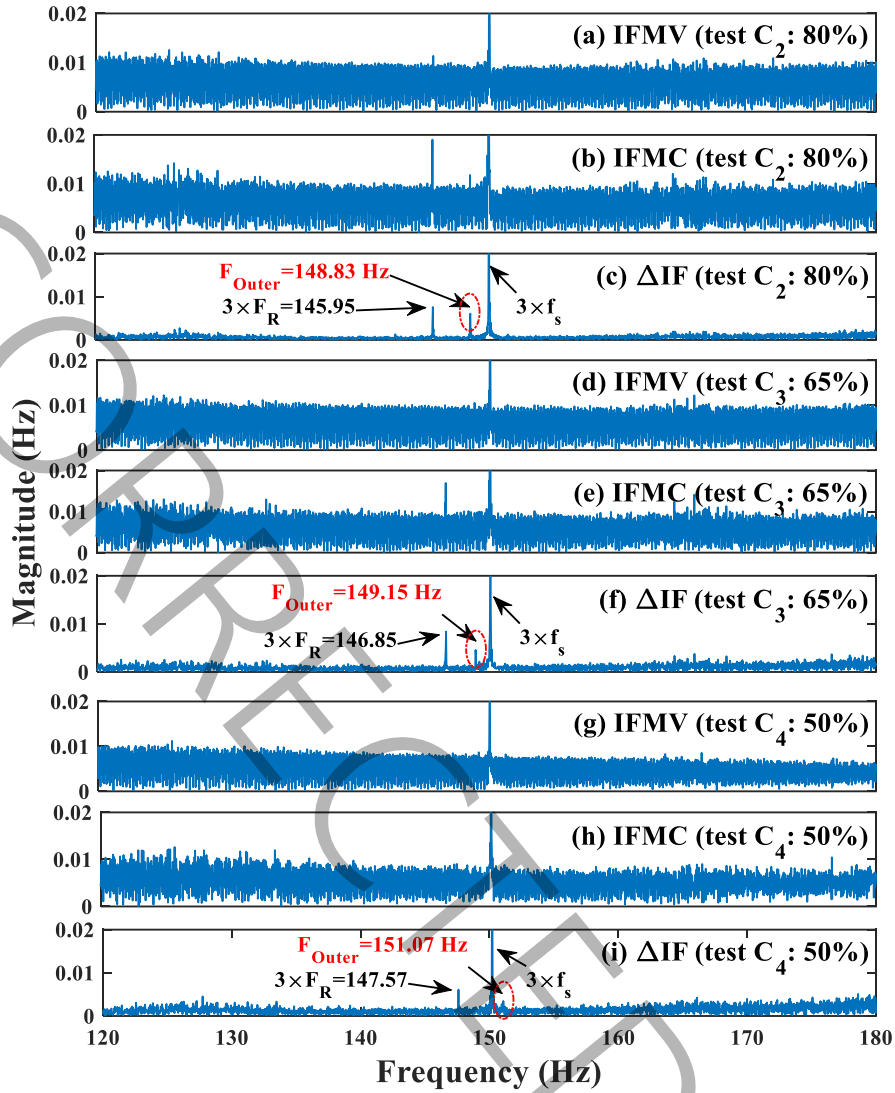 0.02
0.01
0
(a) IFMV (test C2: 80%)
0.02
0.01
0
(b) IFMC (test C2: 80%)
0.02
0.01
0
FOuter=148.83 Hz
3×FR=145.95
3×fs
(c) △IF (test C2: 80%)
0.02
0.01
0
(d) IFMV (test C3: 65%)
0.02
0.01
0
(e) IFMC (test C3: 65%)
0.02
0.01
0
FOuter=149.15 Hz
3×FR=146.85
3×fs
(f) △IF (test C3: 65%)
0.02
0.01
0
(g) IFMV (test C4: 50%)
0.02
0.01
0
(h) IFMC (test C4: 50%)
0.02
0.01
0
FOuter=151.07 Hz
3×FR=147.57
3×fs
(i) △IF (test C4: 50%)
120 130 140 150 160 170 180
Frequency (Hz)
Magnitude (Hz)
CORRECTED